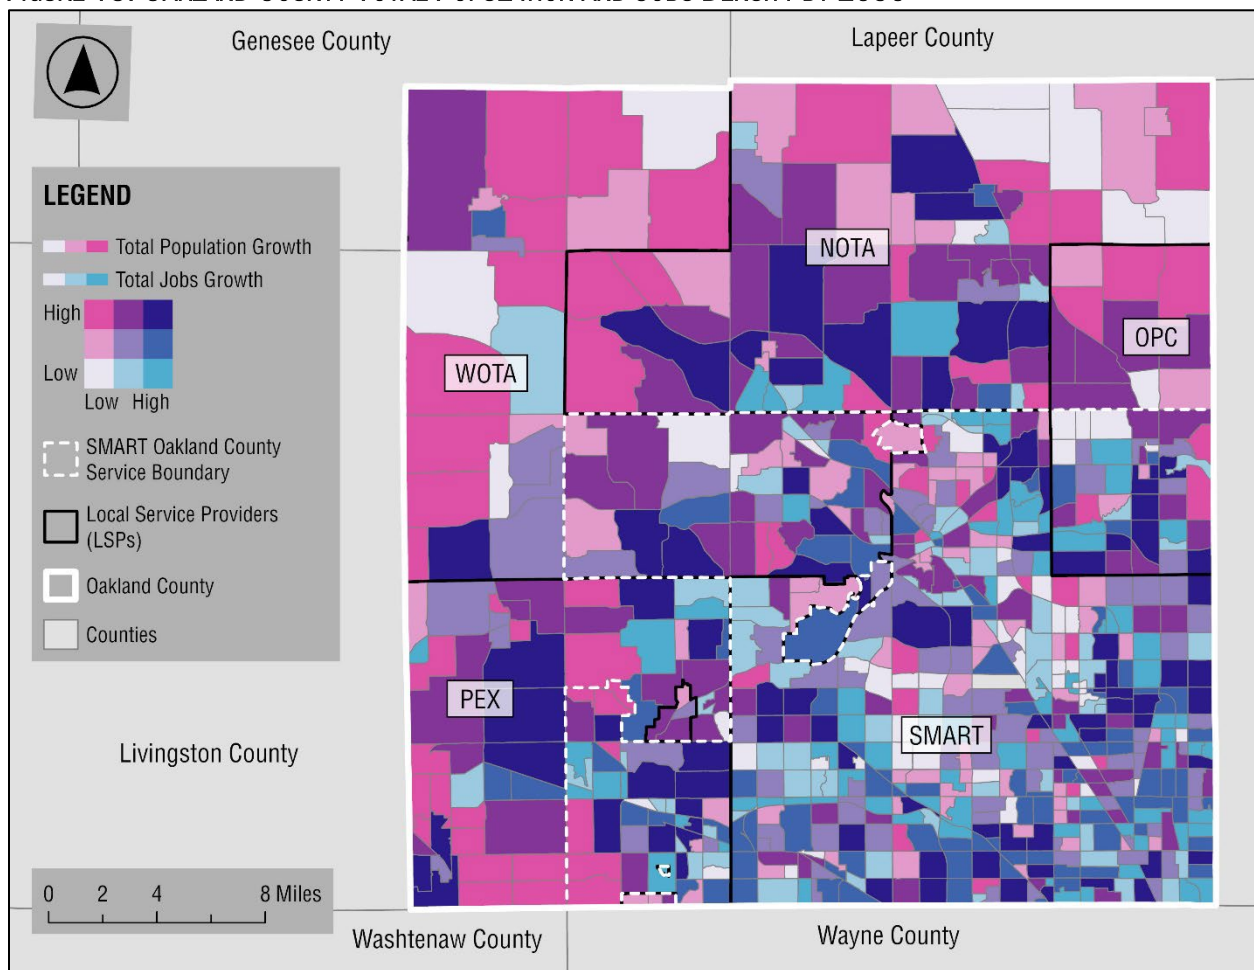 Genesee County
Lapeer County
LEGEND
Total Population Growth
Total Jobs Growth
High
Low
Low High
SMART Oakland County
Service Boundary
Local Service Providers
(LSPs)
Oakland County
Counties
NOTA
OPC
WOTA
PEX
SMART
Livingston County
0 2 4 8 Miles
Washtenaw County
Wayne County